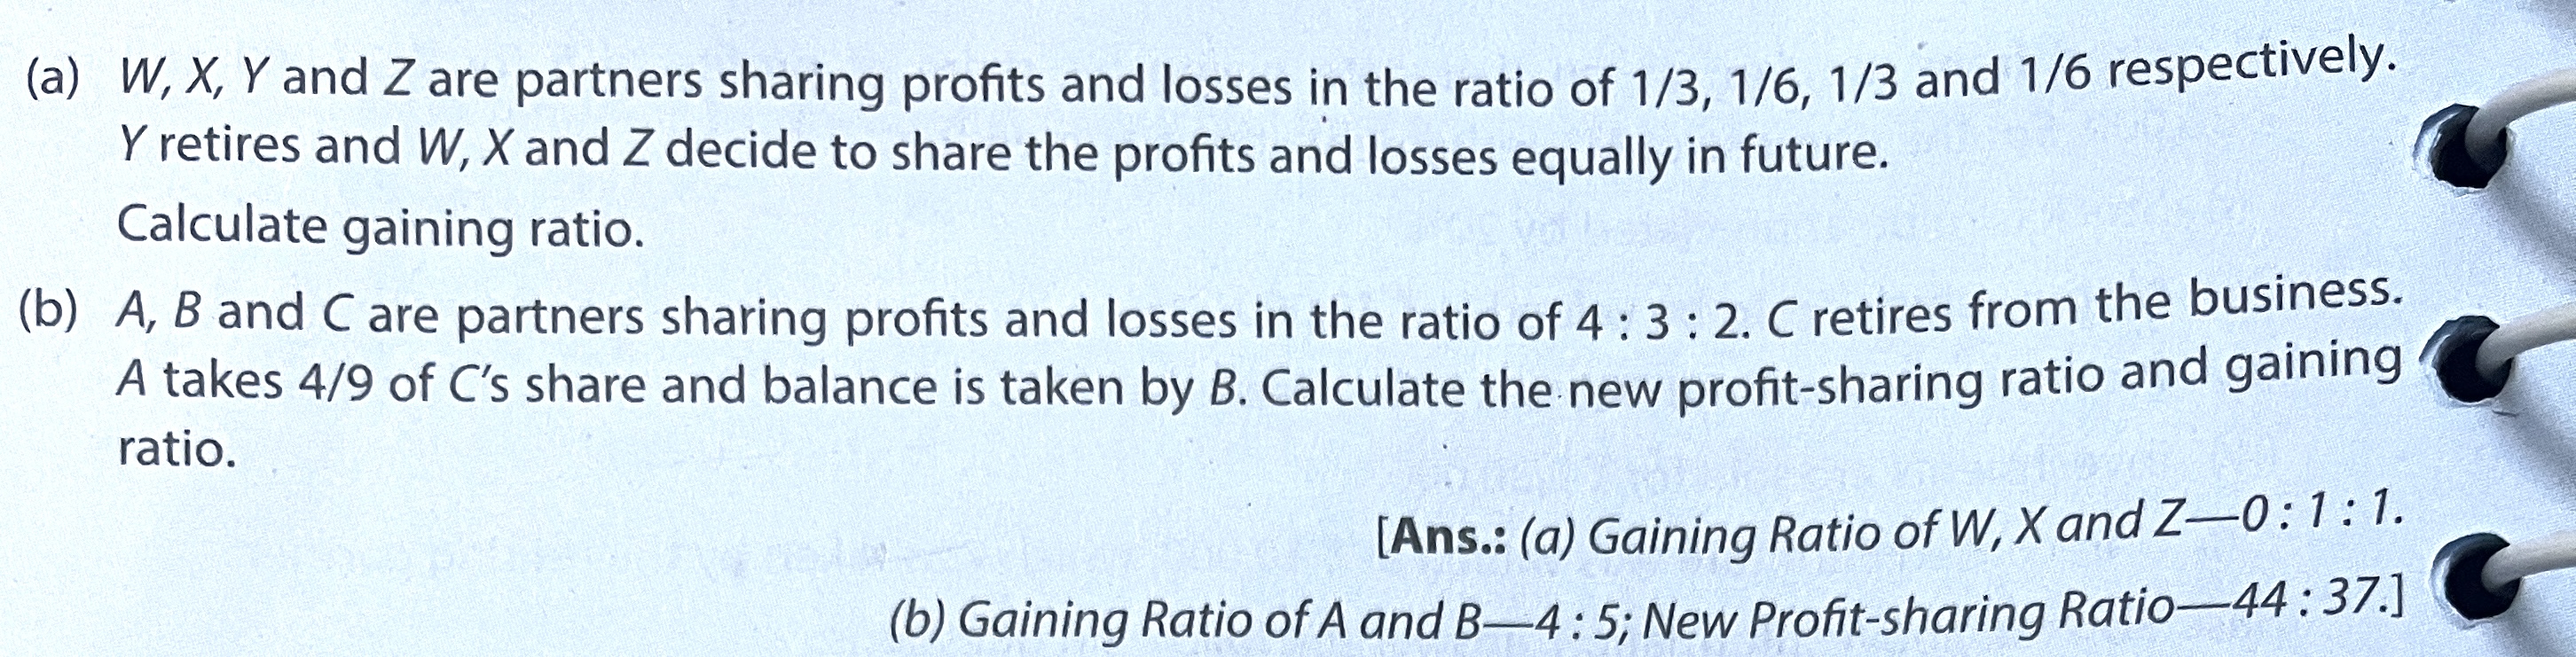 (a) W, X, Y and Z are partners sharing profits and losses in the ratio of 1/3, 1/6, 1/3 and 1/6 respectively.
Y retires and W, X and Z decide to share the profits and losses equally in future.
Calculate gaining ratio.
(b) A, B and C are partners sharing profits and losses in the ratio of 4 : 3 : 2. C retires from the business.
A takes 4/9 of C's share and balance is taken by B. Calculate the new profit-sharing ratio and gaining
ratio.
[Ans.: (a) Gaining Ratio of W, X and Z—0 : 1 : 1.
(b) Gaining Ratio of A and B—4 : 5; New Profit-sharing Ratio—44 : 37.]